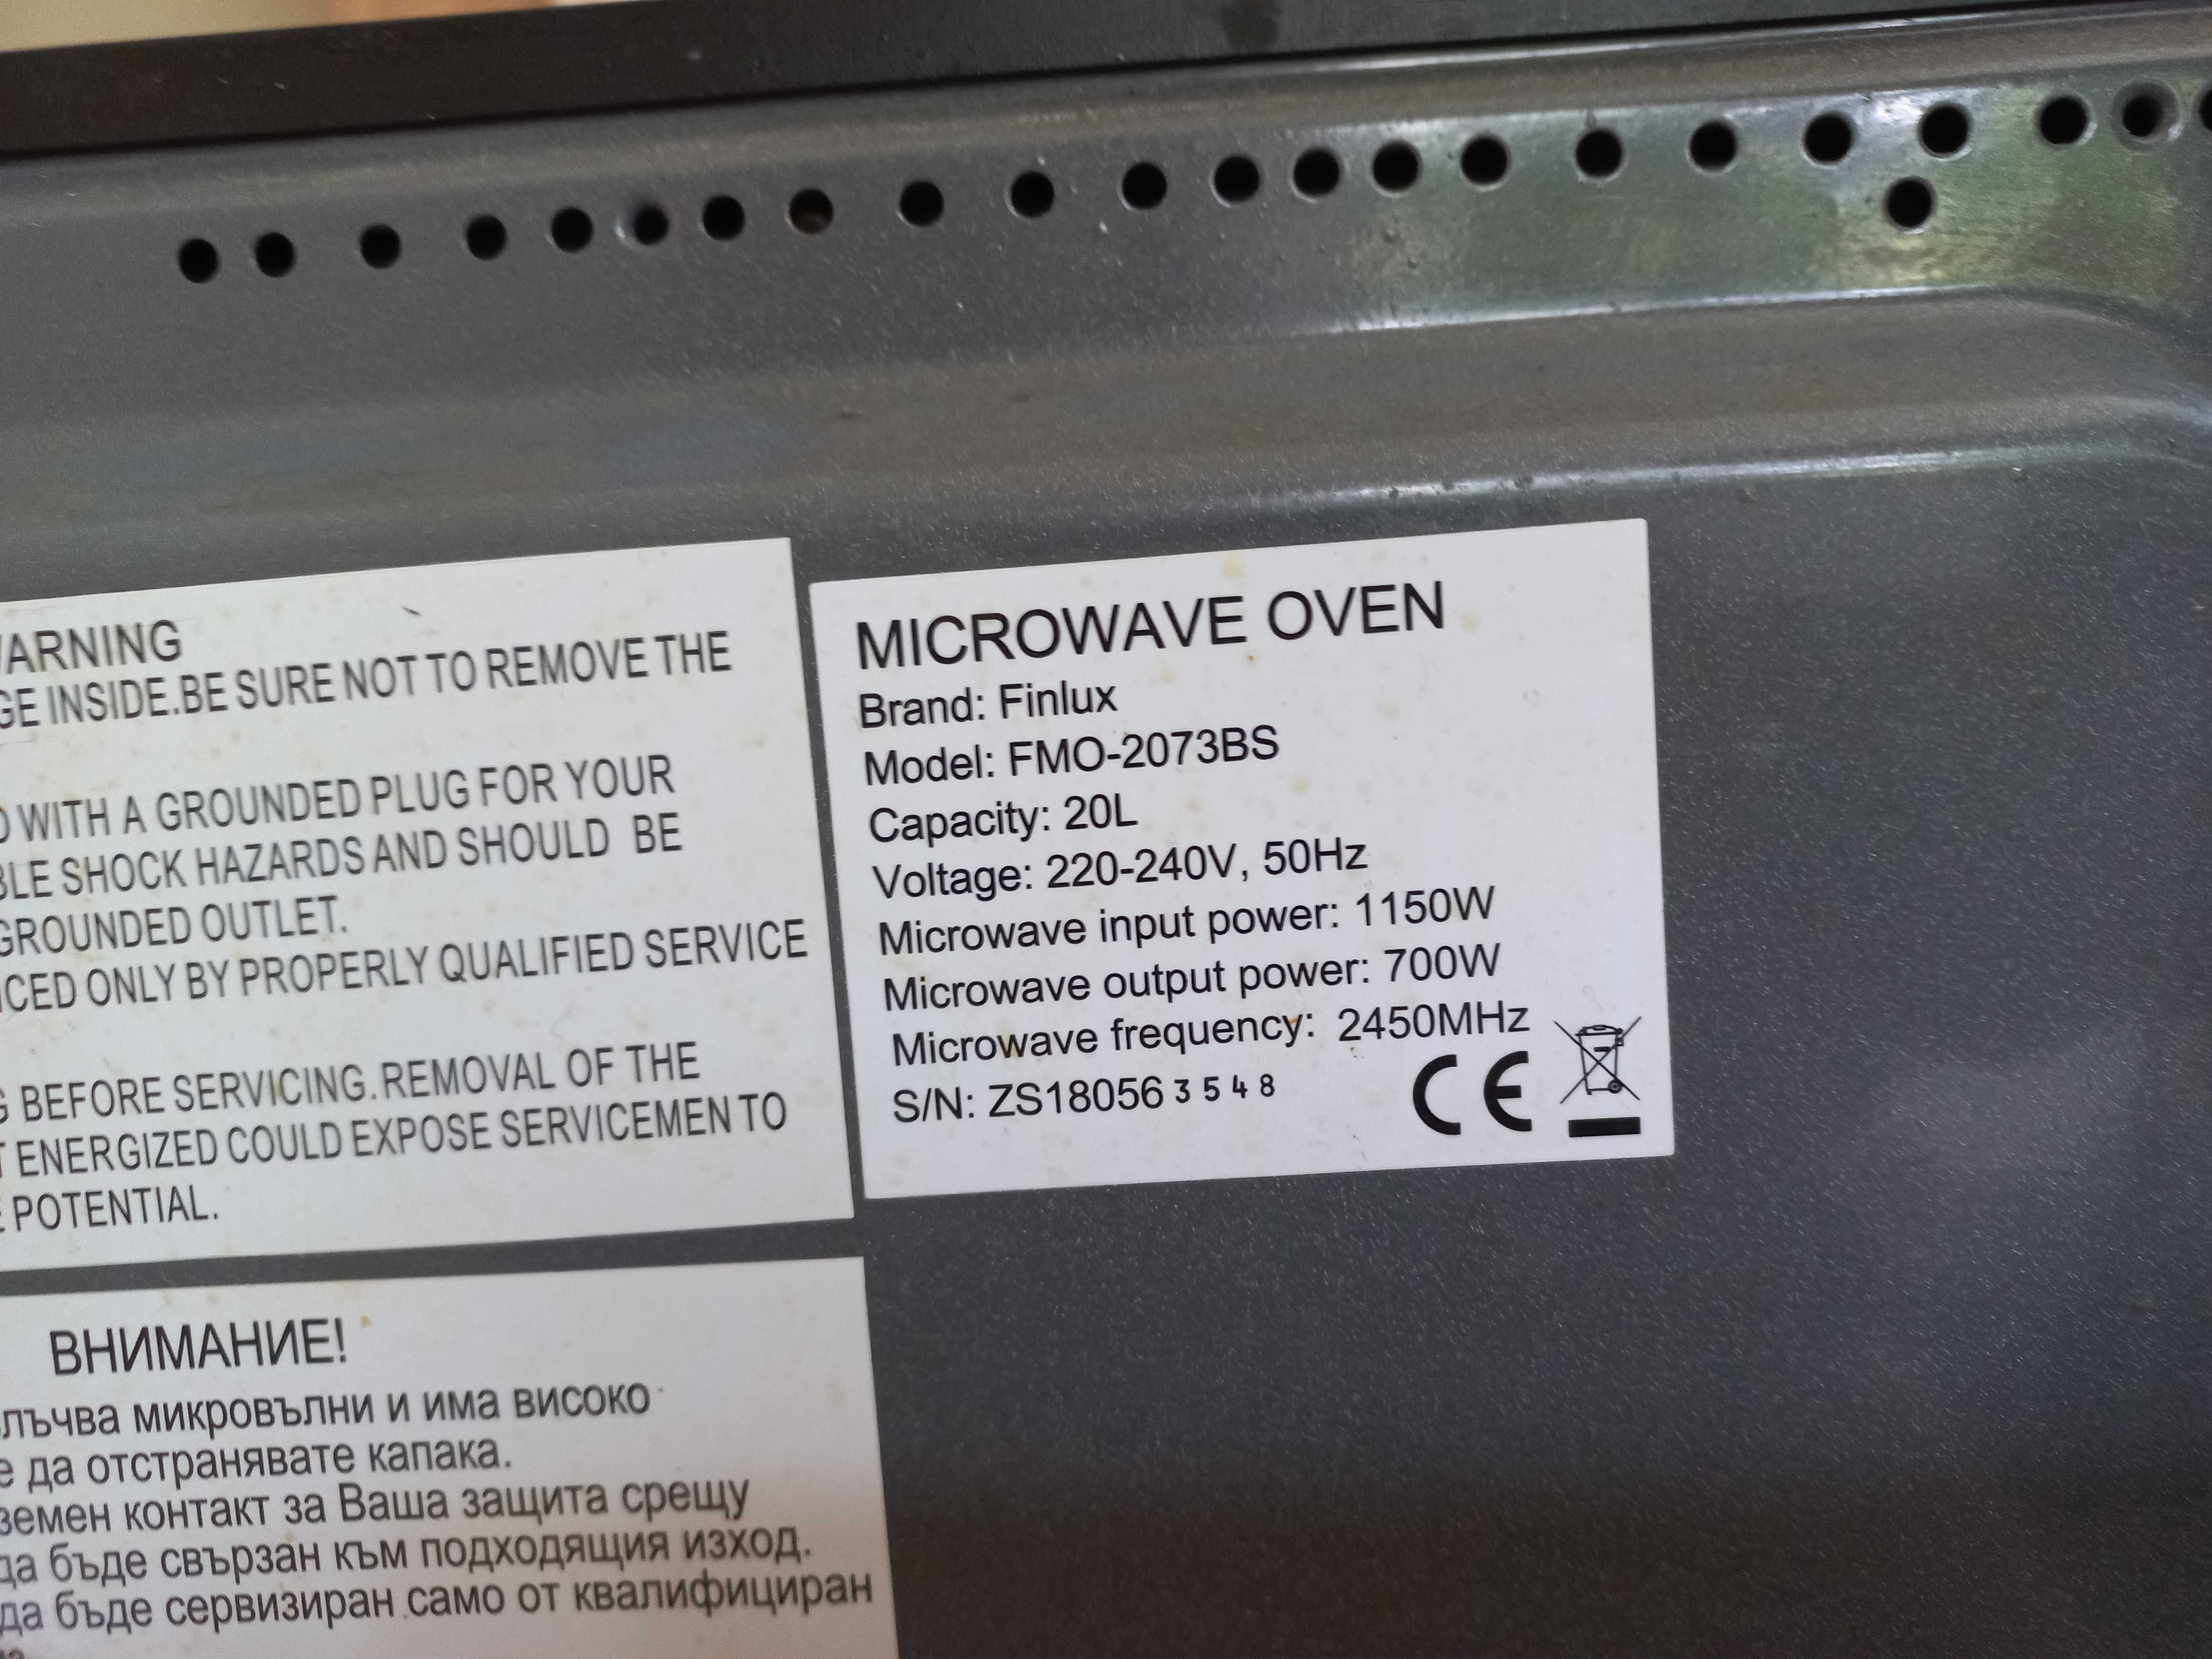 WARNING
GE INSIDE.BE SURE NOT TO REMOVE THE
WITH A GROUNDED PLUG FOR YOUR
BLE SHOCK HAZARDS AND SHOULD BE
GROUNDED OUTLET.
ICED ONLY BY PROPERLY QUALIFIED SERVICE
G BEFORE SERVICING.REMOVAL OF THE
T ENERGIZED COULD EXPOSE SERVICEMEN TO
E POTENTIAL.
MICROWAVE OVEN
Brand: Finlux
Model: FMO-2073BS
Capacity: 20L
Voltage: 220-240V, 50Hz
Microwave input power: 1150W
Microwave output power: 700W
Microwave frequency: 2450MHz
S/N: ZS180563548
CE
ВНИМАНИЕ!
лъчва микровълни и има високо
е да отстранявате капака.
земен контакт за Ваша защита срещу
да бъде свързан към подходящия изход.
да бъде сервизиран само от квалифициран